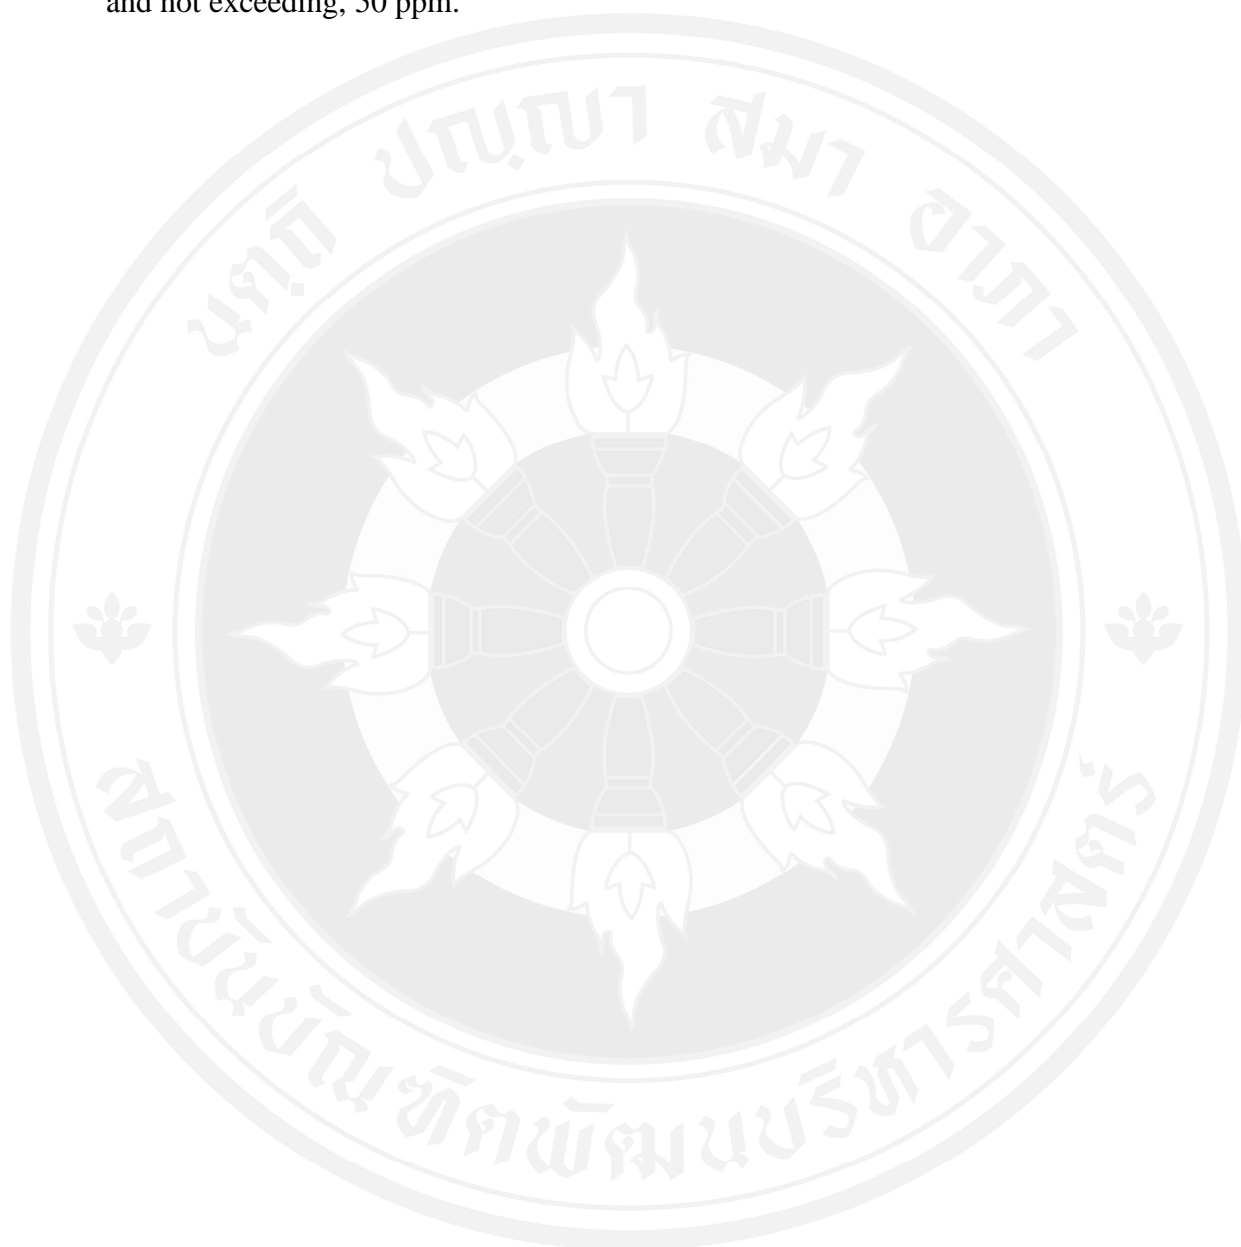 and not exceeding, 50 ppm.
นตฺถิ ปญฺญา สมา อาภา
สถาบันบัณฑิตพัฒนบริหารศาสตร์